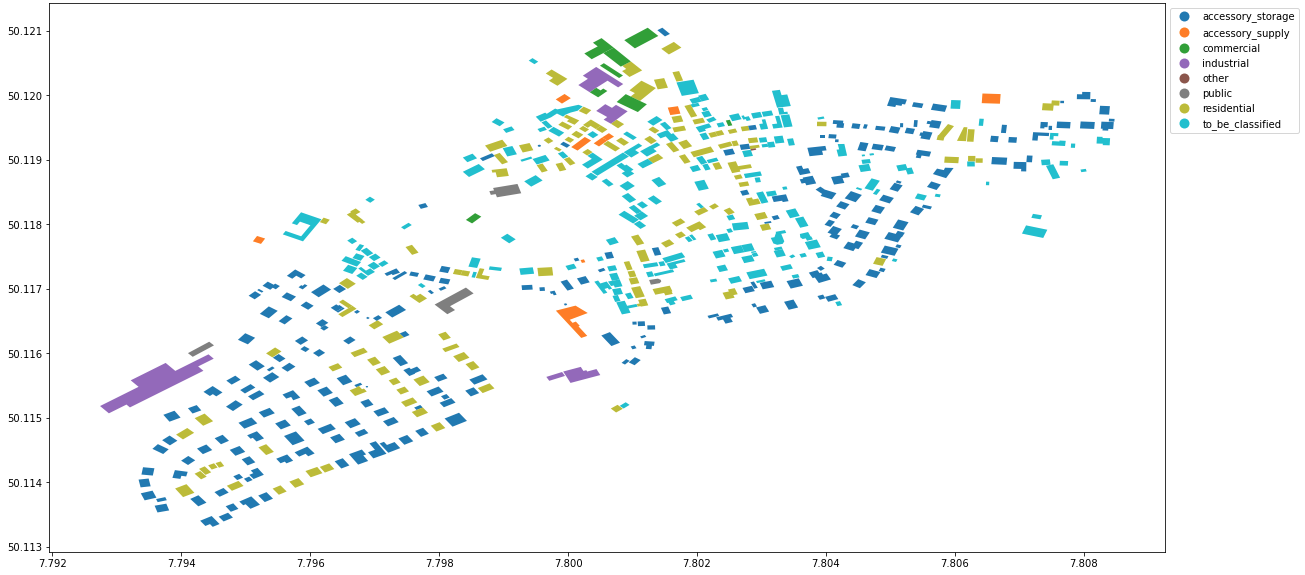 50.121
50.120
50.119
50.118
50.117
50.116
50.115
50.114
50.113
7.792 7.794 7.796 7.798 7.800 7.802 7.804 7.806 7.808
accessory_storage
accessory_supply
commercial
industrial
other
public
residential
to_be_classified